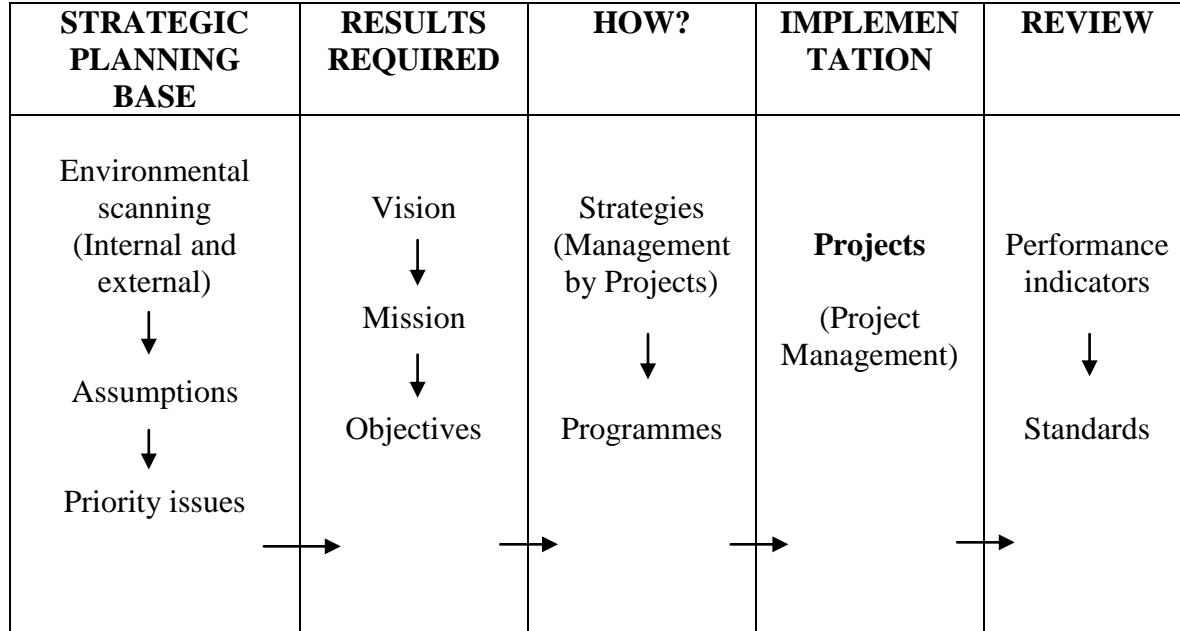 STRATEGIC
PLANNING
BASE
RESULTS
REQUIRED
HOW?
IMPLEMEN
TATION
REVIEW
Environmental
scanning
(Internal and
external)
Assumptions
Priority issues
Vision
Mission
Objectives
Strategies
(Management
by Projects)
Programmes
Projects
(Project
Management)
Performance
indicators
Standards